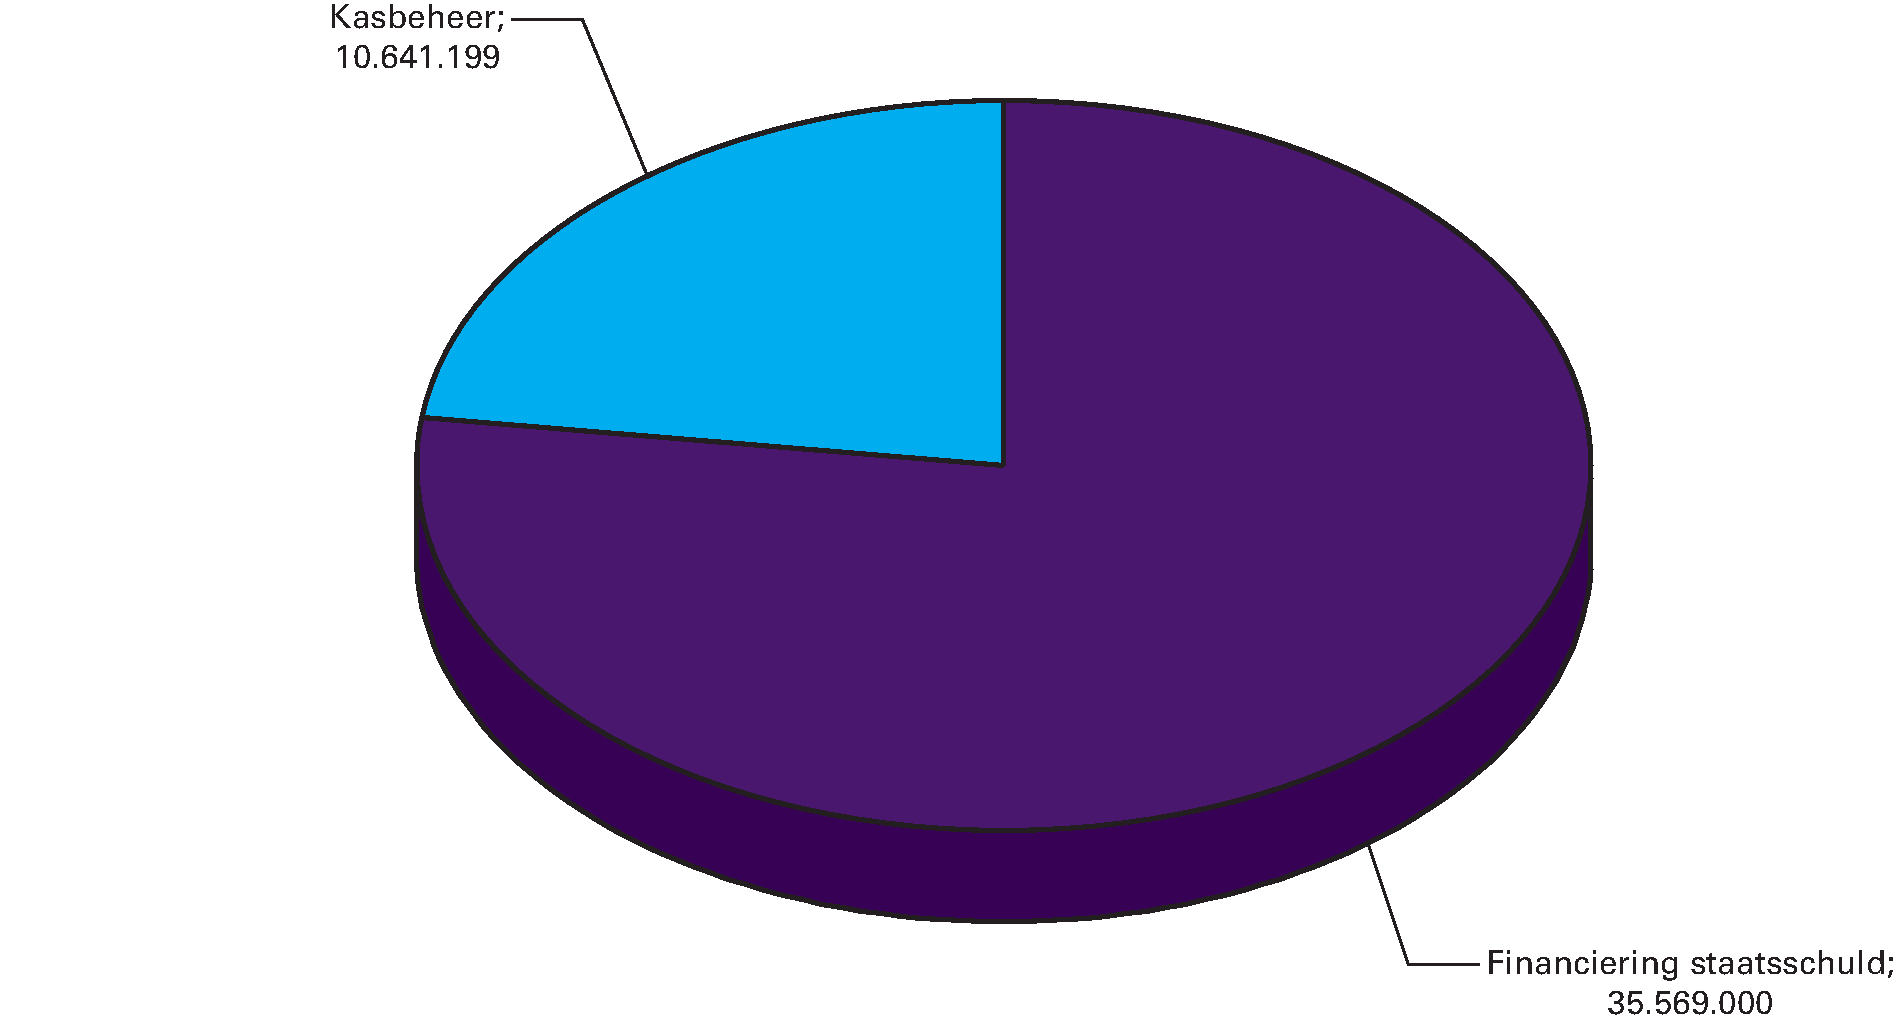 Kasbeheer;
10.641.199
Financiering staatsschuld;
35.569.000